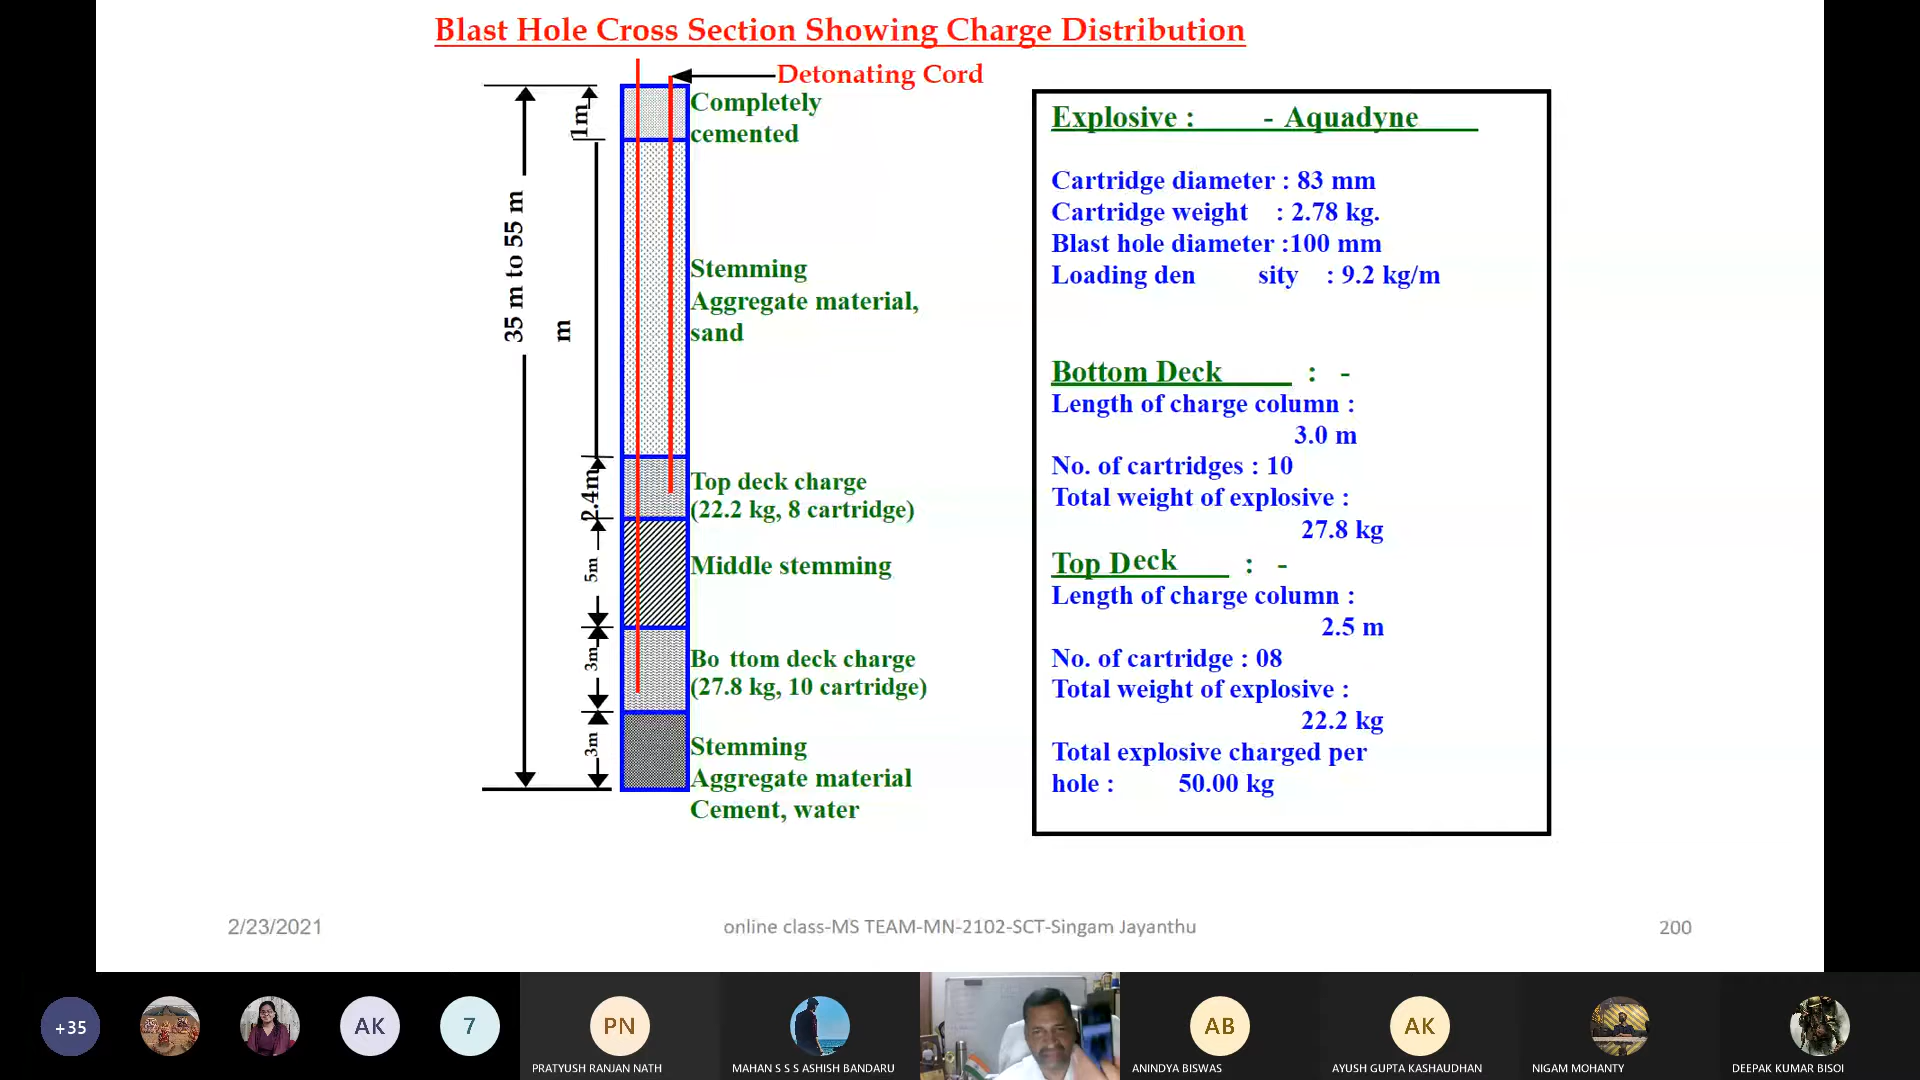 Blast Hole Cross Section Showing Charge Distribution
Detonating Cord
Completely
cemented
1m
35 m to 55 m
m
Stemming
Aggregate material,
sand
2.4m
Top deck charge
(22.2 kg, 8 cartridge)
5m
Middle stemming
3m
Bo ttom deck charge
(27.8 kg, 10 cartridge)
3m
Stemming
Aggregate material
Cement, water
Explosive : - Aquadyne
Cartridge diameter : 83 mm
Cartridge weight : 2.78 kg.
Blast hole diameter :100 mm
Loading den sity : 9.2 kg/m
Bottom Deck : -
Length of charge column :
3.0 m
No. of cartridges : 10
Total weight of explosive :
27.8 kg
Top Deck : -
Length of charge column :
2.5 m
No. of cartridge : 08
Total weight of explosive :
22.2 kg
Total explosive charged per
hole : 50.00 kg
2/23/2021
online class-MS TEAM-MN-2102-SCT-Singam Jayanthu
200
+35
AK
7
PN
PRATYUSH RANJAN NATH
MAHAN S S S ASHISH BANDARU
AB
ANINDYA BISWAS
AK
AYUSH GUPTA KASHAUDHAN
NIGAM MOHANTY
DEEPAK KUMAR BISOI